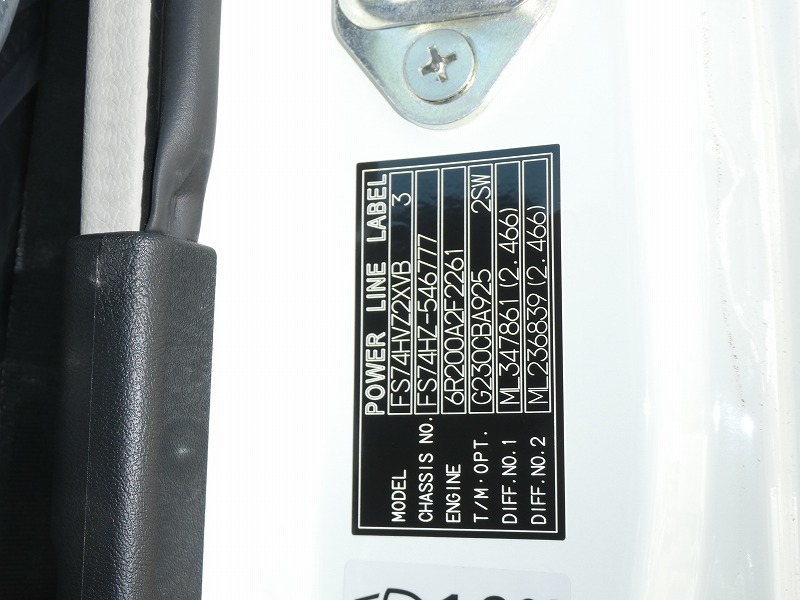 POWER LINE LABEL
MODEL FS74HVZ2XVB 3
CHASSIS NO. FS74HZ-546777
ENGINE 6R200A2F2261
T/M·OPT. G230CBA925 2SW
DIFF.NO.1 ML347861(2.466)
DIFF.NO.2 ML236839(2.466)